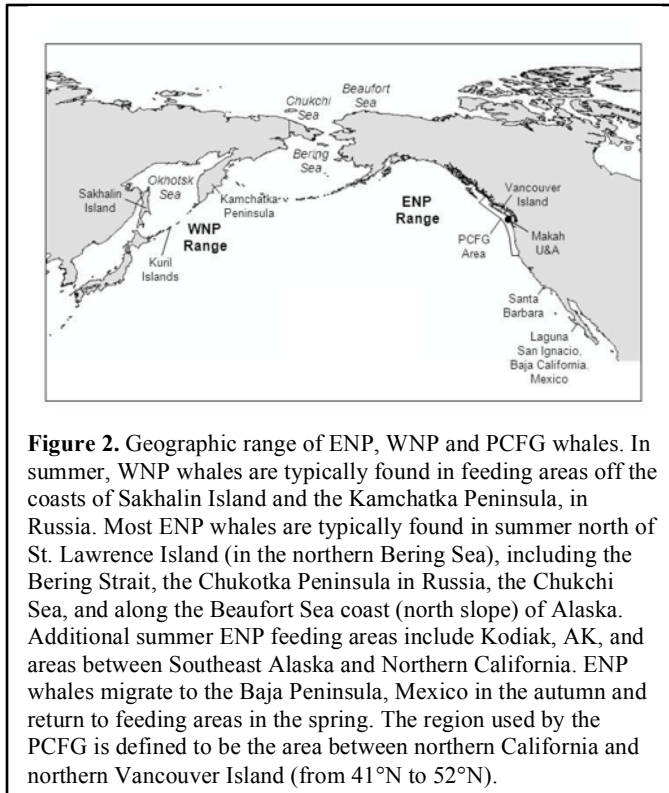 Chukchi
Sea
Beaufort
Sea
Bering
Sea
Okhotsk
Sea
Sakhalin
Island
Kamchatka
Peninsula
WNP
Range
Kuril
Islands
ENP
Range
Vancouver
Island
PCFG
Area
Makah
U&A
Santa
Barbara
Laguna
San Ignacio,
Baja California.
Mexico
Figure 2. Geographic range of ENP, WNP and PCFG whales. In
summer, WNP whales are typically found in feeding areas off the
coasts of Sakhalin Island and the Kamchatka Peninsula, in
Russia. Most ENP whales are typically found in summer north of
St. Lawrence Island (in the northern Bering Sea), including the
Bering Strait, the Chukotka Peninsula in Russia, the Chukchi
Sea, and along the Beaufort Sea coast (north slope) of Alaska.
Additional summer ENP feeding areas include Kodiak, AK, and
areas between Southeast Alaska and Northern California. ENP
whales migrate to the Baja Peninsula, Mexico in the autumn and
return to feeding areas in the spring. The region used by the
PCFG is defined to be the area between northern California and
northern Vancouver Island (from 41°N to 52°N).